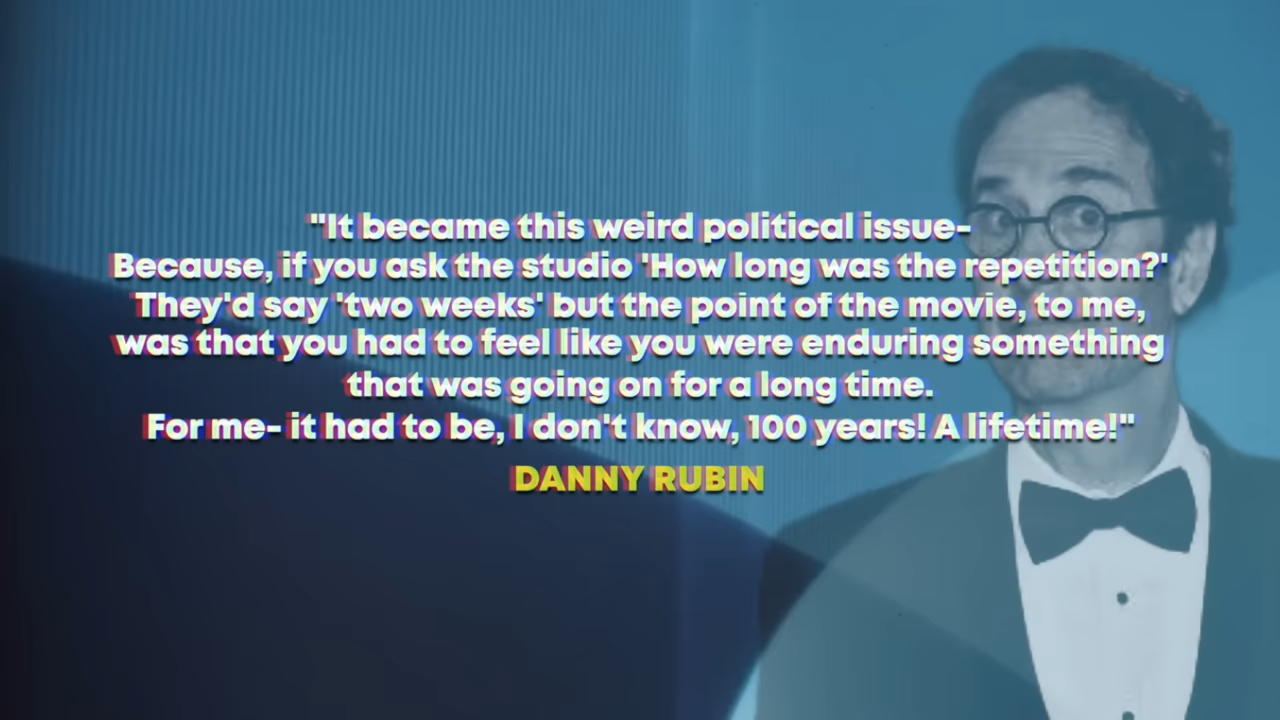 "It became this weird political issue-
Because, if you ask the studio 'How long was the repetition?'
They'd say 'two weeks' but the point of the movie, to me,
was that you had to feel like you were enduring something
that was going on for a long time.
For me- it had to be, I don't know, 100 years! A lifetime!"
DANNY RUBIN